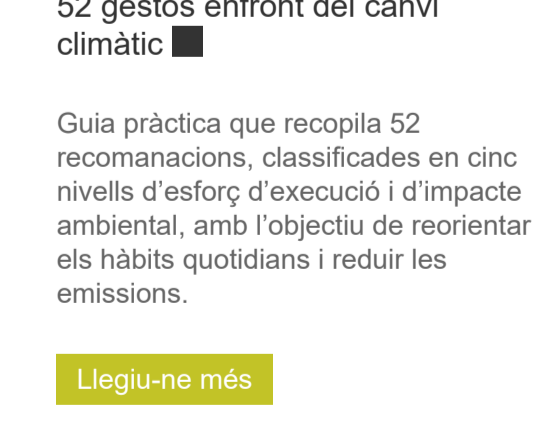 52 gestos enfront del canvi
climàtic
Guia pràctica que recopila 52
recomanacions, classificades en cinc
nivells d’esforç d’execució i d’impacte
ambiental, amb l’objectiu de reorientar
els hàbits quotidians i reduir les
emissions.
Llegiu-ne més